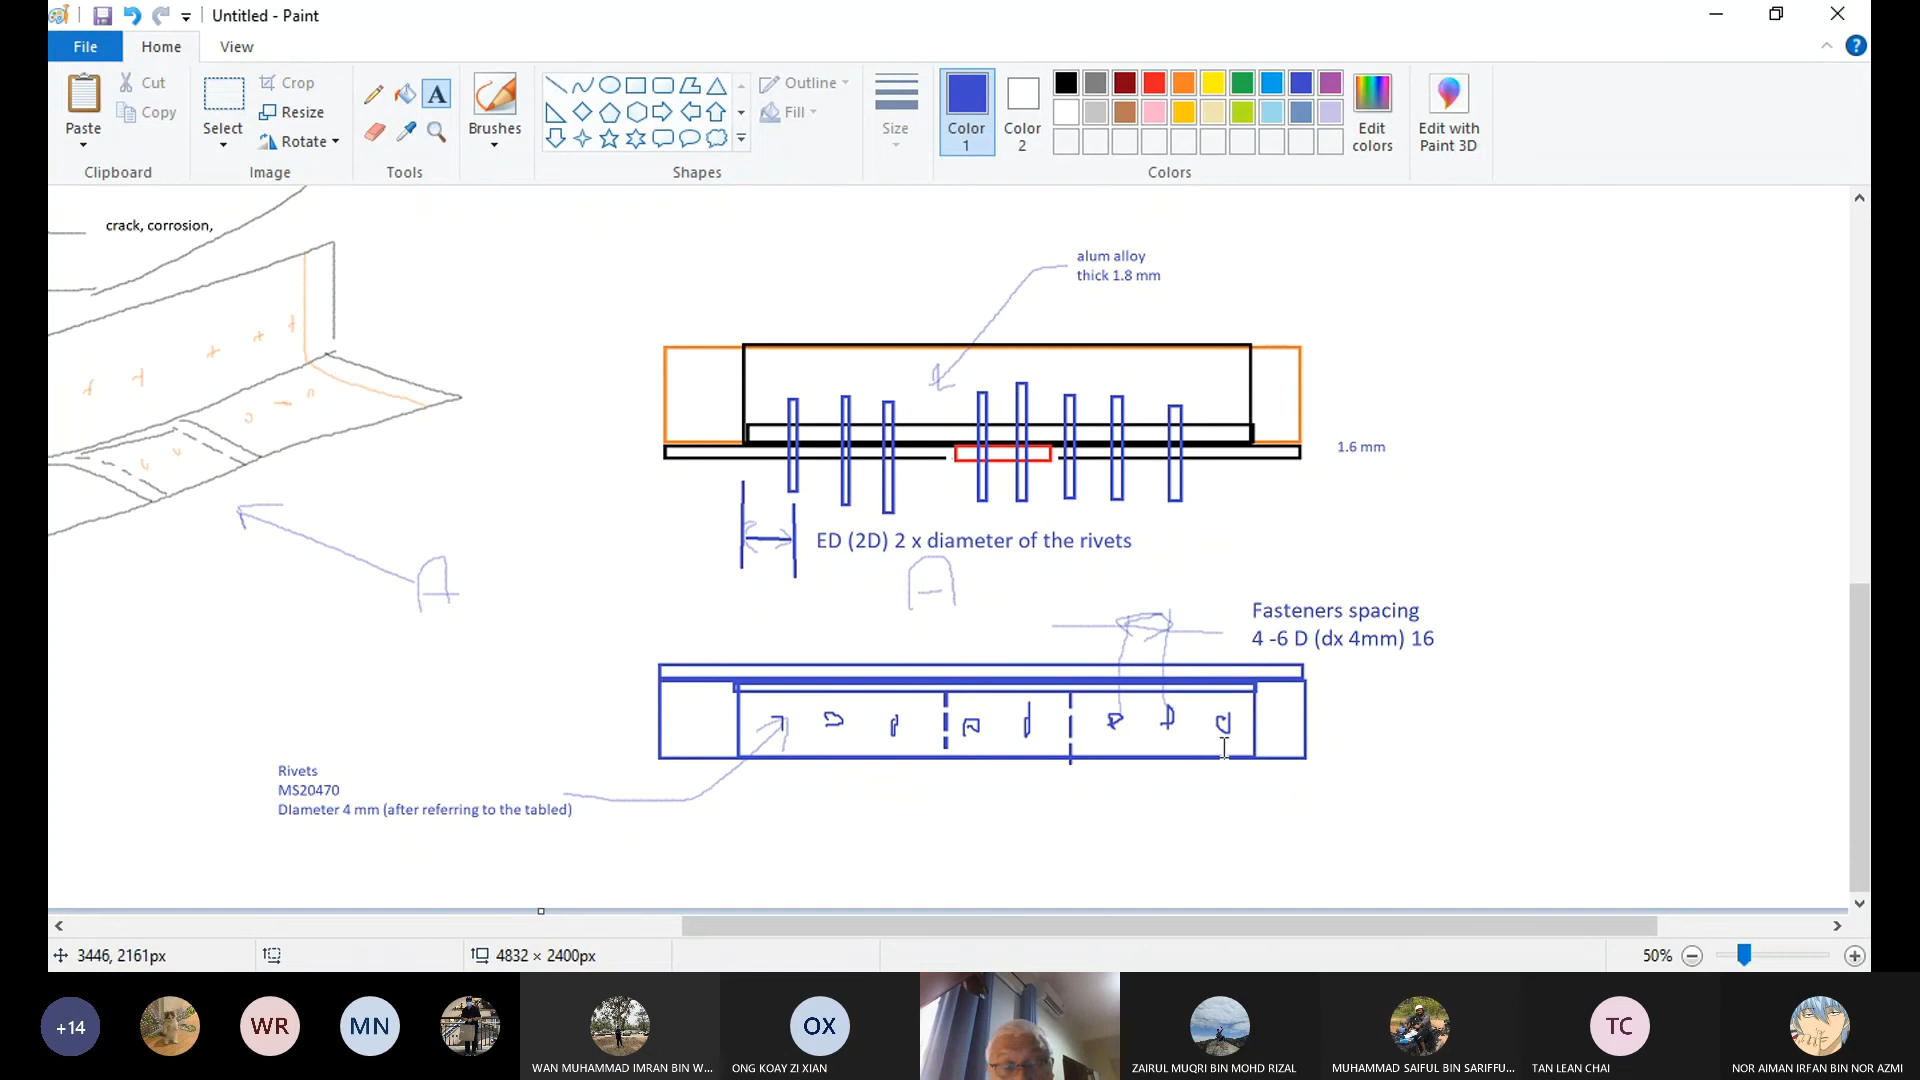 Untitled - Paint
File
Home
View
Paste
Cut
Copy
Clipboard
Select
Crop
Resize
Rotate
Image
A
Tools
Brushes
Shapes
Outline
Fill
Size
Color
1
Color
2
Edit
colors
Colors
Edit with
Paint 3D
?
crack, corrosion,
alum alloy
thick 1.8 mm
1.6 mm
ED (2D) 2 x diameter of the rivets
A
A
Fasteners spacing
4 -6 D (dx 4mm) 16
Rivets
MS20470
DIameter 4 mm (after referring to the tabled)
3446, 2161px
4832 × 2400px
50%
+14
WR
MN
WAN MUHAMMAD IMRAN BIN W...
OX
ONG KOAY ZI XIAN
ZAIRUL MUQRI BIN MOHD RIZAL
MUHAMMAD SAIFUL BIN SARIFFU...
TC
TAN LEAN CHAI
NOR AIMAN IRFAN BIN NOR AZMI